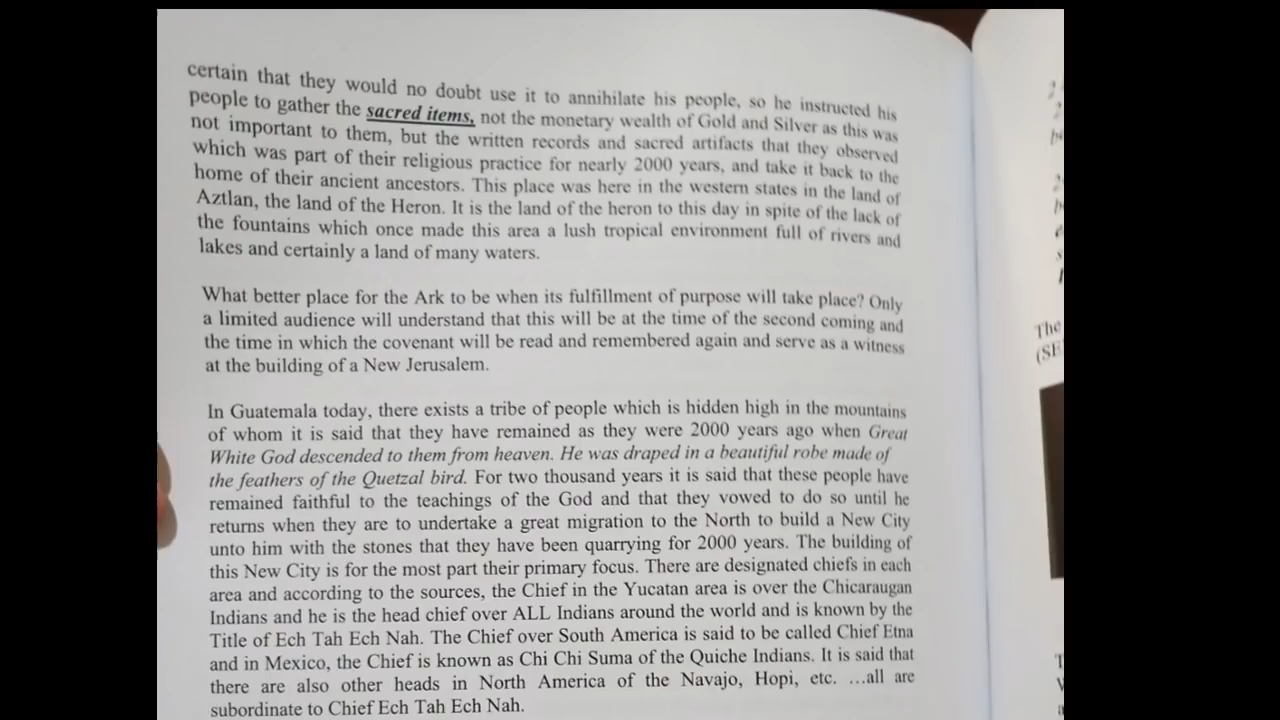 certain that they would no doubt use it to annihilate his people, so he instructed his
people to gather the sacred items, not the monetary wealth of Gold and Silver as this was
not important to them, but the written records and sacred artifacts that they observed
which was part of their religious practice for nearly 2000 years, and take it back to the
home of their ancient ancestors. This place was here in the western states in the land of
Aztlan, the land of the Heron. It is the land of the heron to this day in spite of the lack of
the fountains which once made this area a lush tropical environment full of rivers and
lakes and certainly a land of many waters.
What better place for the Ark to be when its fulfillment of purpose will take place? Only
a limited audience will understand that this will be at the time of the second coming and
the time in which the covenant will be read and remembered again and serve as a witness
at the building of a New Jerusalem.
In Guatemala today, there exists a tribe of people which is hidden high in the mountains
of whom it is said that they have remained as they were 2000 years ago when Great
White God descended to them from heaven. He was draped in a beautiful robe made of
the feathers of the Quetzal bird. For two thousand years it is said that these people have
remained faithful to the teachings of the God and that they vowed to do so until he
returns when they are to undertake a great migration to the North to build a New City
unto him with the stones that they have been quarrying for 2000 years. The building of
this New City is for the most part their primary focus. There are designated chiefs in each
area and according to the sources, the Chief in the Yucatan area is over the Chicaraugan
Indians and he is the head chief over ALL Indians around the world and is known by the
Title of Ech Tah Ech Nah. The Chief over South America is said to be called Chief Etna
and in Mexico, the Chief is known as Chi Chi Suma of the Quiche Indians. It is said that
there are also other heads in North America of the Navajo, Hopi, etc. …all are
subordinate to Chief Ech Tah Ech Nah.
The
(SE